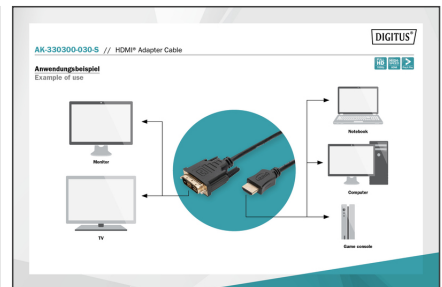 DIGITUS®
AK-330300-030-S // HDMI® Adapter Cable
Anwendungsbeispiel
Example of use
Monitor
TV
Notebook
Computer
Game console